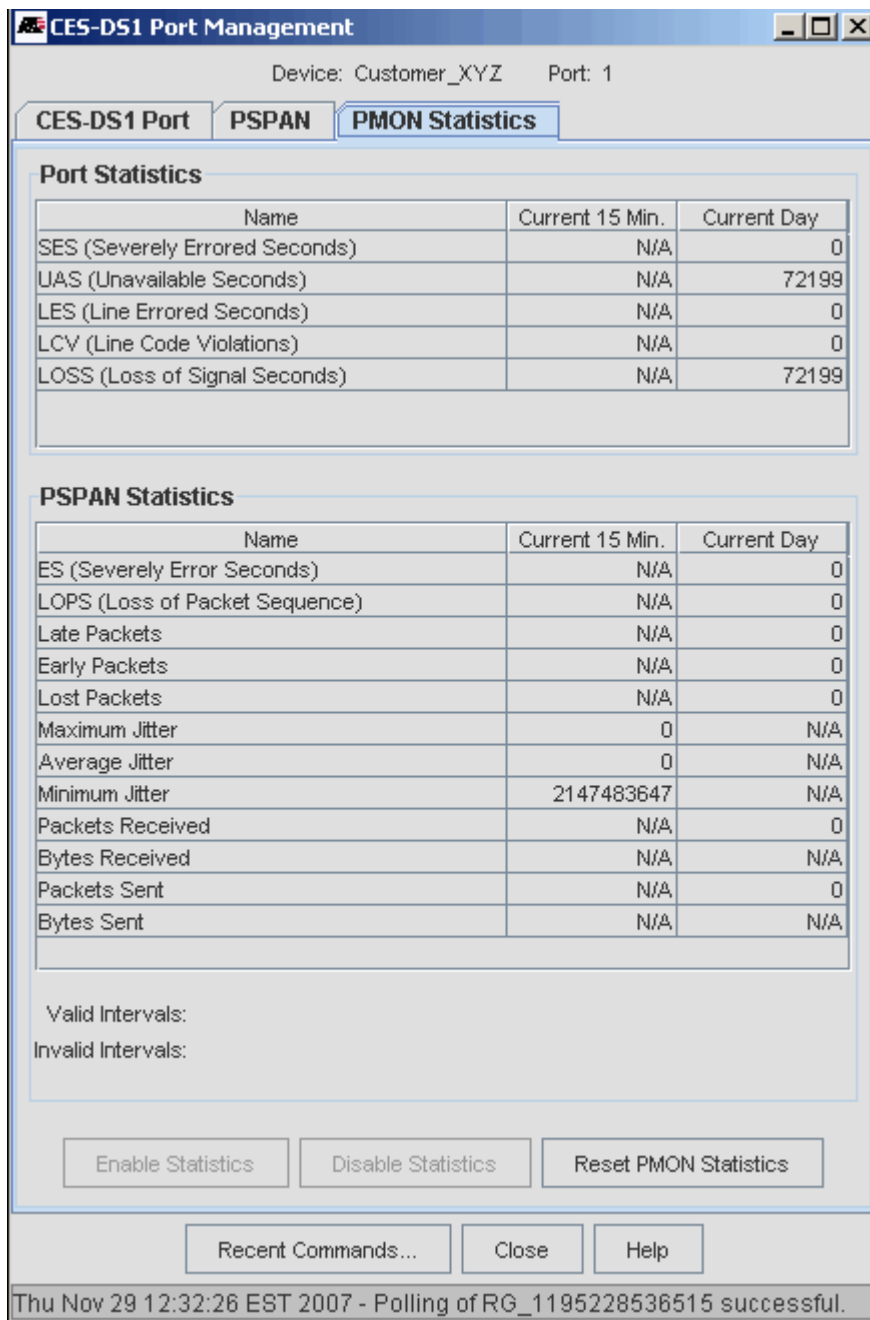 CES-DS1 Port Management
Device: Customer_XYZ Port: 1
CES-DS1 Port PSPAN PMON Statistics
Port Statistics
Name Current 15 Min. Current Day
SES (Severely Errored Seconds) N/A 0
UAS (Unavailable Seconds) N/A 72199
LES (Line Errored Seconds) N/A 0
LCV (Line Code Violations) N/A 0
LOSS (Loss of Signal Seconds) N/A 72199
PSPAN Statistics
Name Current 15 Min. Current Day
ES (Severely Error Seconds) N/A 0
LOPS (Loss of Packet Sequence) N/A 0
Late Packets N/A 0
Early Packets N/A 0
Lost Packets N/A 0
Maximum Jitter 0 N/A
Average Jitter 0 N/A
Minimum Jitter 2147483647 N/A
Packets Received N/A 0
Bytes Received N/A N/A
Packets Sent N/A 0
Bytes Sent N/A N/A
Valid Intervals:
Invalid Intervals:
Enable Statistics Disable Statistics Reset PMON Statistics
Recent Commands... Close Help
Thu Nov 29 12:32:26 EST 2007 - Polling of RG_1195228536515 successful.